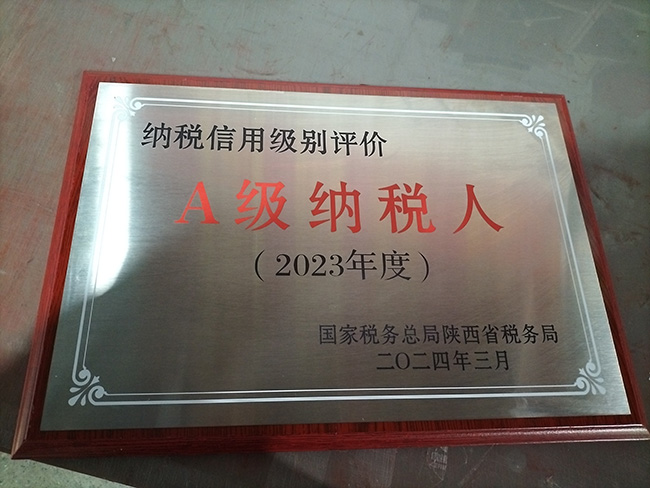 纳税信用级别评价
A级纳税人
(2023年度)
国家税务总局陕西省税务局
二〇二四年三月